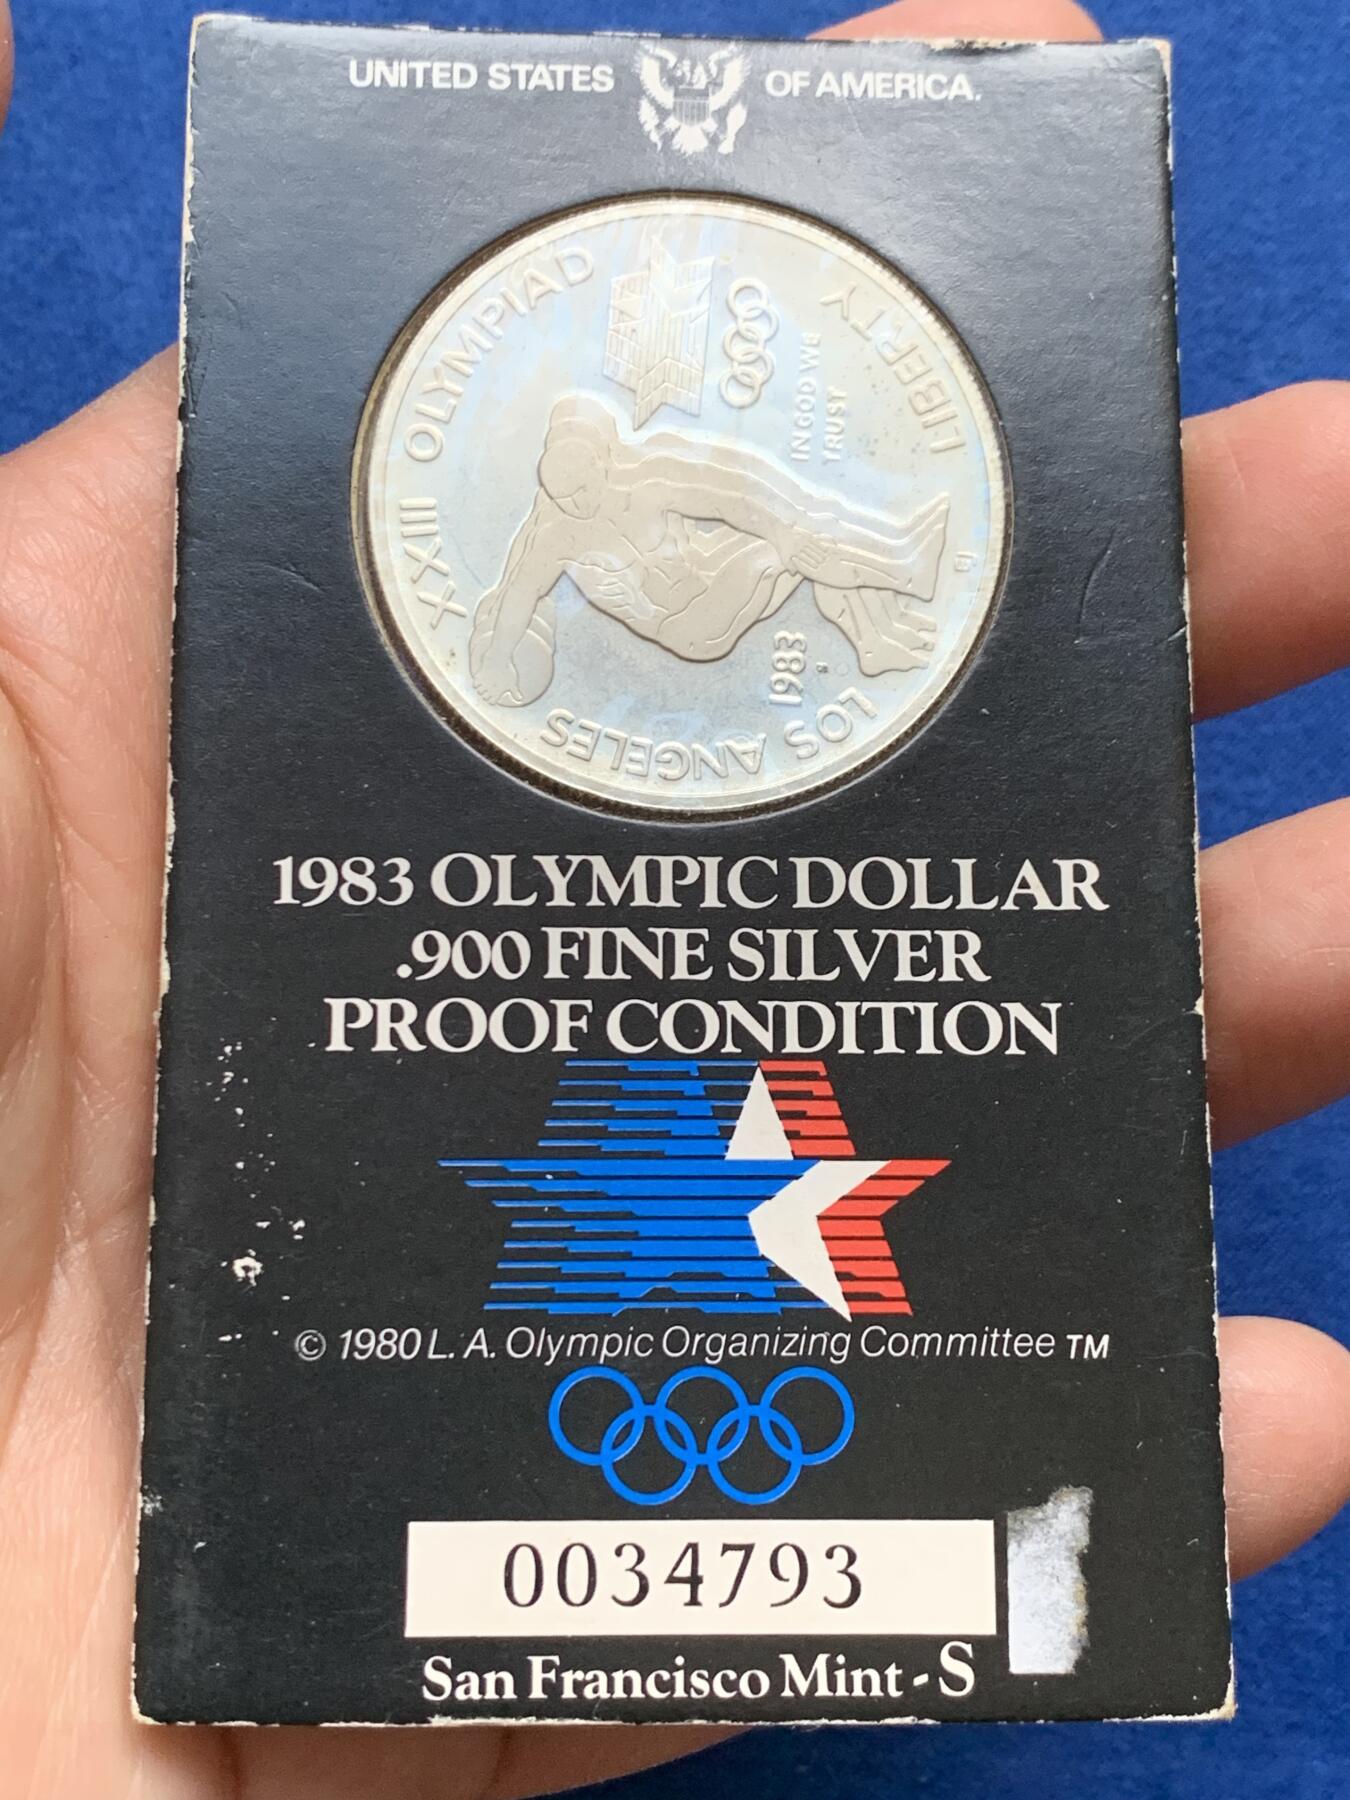 UNITED STATES OF AMERICA.
XXIII OLYMPIAD
LIBERTY
IN GOD WE
TRUST
1983
S
LOS ANGELES
1983 OLYMPIC DOLLAR
.900 FINE SILVER
PROOF CONDITION
© 1980 L. A. Olympic Organizing Committee TM
0034793
San Francisco Mint - S